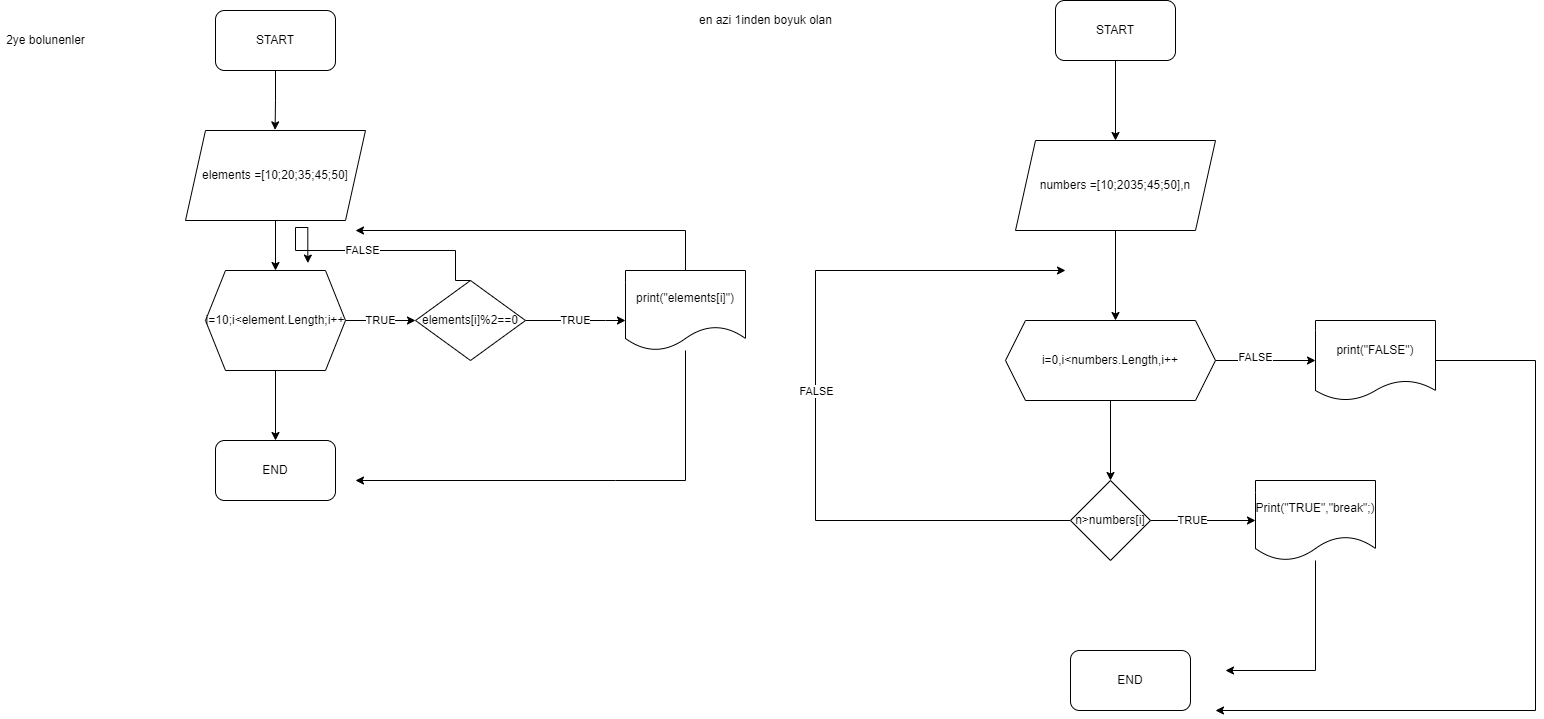 2ye bolunenler
START
elements =[10;20;35;45;50]
FALSE
i=10;i<element.Length;i++
TRUE
elements[i]%2==0
TRUE
print("elements[i]")
END
en azi 1inden boyuk olan
START
numbers =[10;2035;45;50],n
i=0,i<numbers.Length,i++
FALSE
print("FALSE")
FALSE
n>numbers[i]
TRUE
Print("TRUE","break";)
END